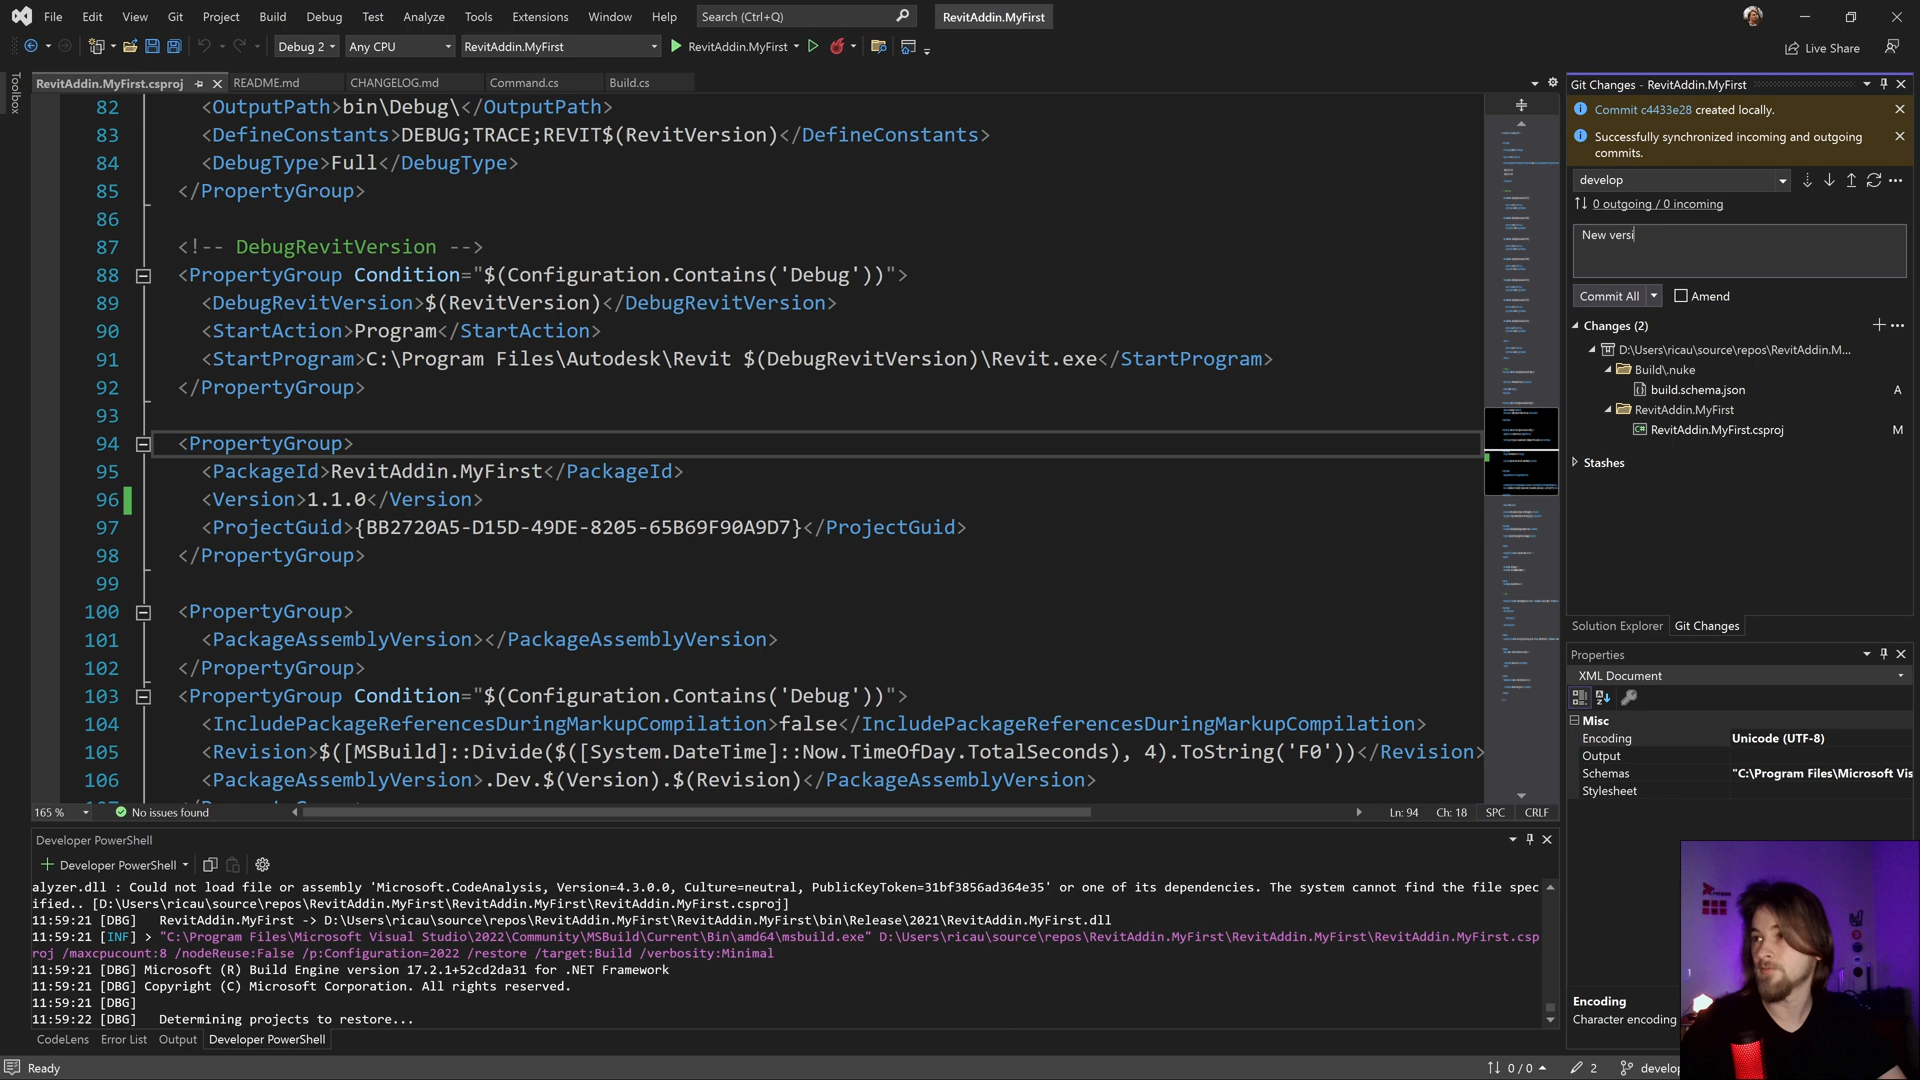 File Edit View Git Project Build Debug Test Analyze Tools Extensions Window Help Search (Ctrl+Q) RevitAddin.MyFirst
Debug 2 Any CPU RevitAddin.MyFirst RevitAddin.MyFirst Live Share
Toolbox
RevitAddin.MyFirst.csproj README.md CHANGELOG.md Command.cs Build.cs
82 <OutputPath>bin\Debug\</OutputPath>
83 <DefineConstants>DEBUG;TRACE;REVIT$(RevitVersion)</DefineConstants>
84 <DebugType>Full</DebugType>
85 </PropertyGroup>
86
87 <!-- DebugRevitVersion -->
88 <PropertyGroup Condition="$(Configuration.Contains('Debug'))">
89 <DebugRevitVersion>$(RevitVersion)</DebugRevitVersion>
90 <StartAction>Program</StartAction>
91 <StartProgram>C:\Program Files\Autodesk\Revit $(DebugRevitVersion)\Revit.exe</StartProgram>
92 </PropertyGroup>
93
94 <PropertyGroup>
95 <PackageId>RevitAddin.MyFirst</PackageId>
96 <Version>1.1.0</Version>
97 <ProjectGuid>{BB2720A5-D15D-49DE-8205-65B69F90A9D7}</ProjectGuid>
98 </PropertyGroup>
99
100 <PropertyGroup>
101 <PackageAssemblyVersion></PackageAssemblyVersion>
102 </PropertyGroup>
103 <PropertyGroup Condition="$(Configuration.Contains('Debug'))">
104 <IncludePackageReferencesDuringMarkupCompilation>false</IncludePackageReferencesDuringMarkupCompilation>
105 <Revision>$([MSBuild]::Divide($([System.DateTime]::Now.TimeOfDay.TotalSeconds), 4).ToString('F0'))</Revision>
106 <PackageAssemblyVersion>.Dev.$(Version).$(Revision)</PackageAssemblyVersion>
165 % No issues found Ln: 94 Ch: 18 SPC CRLF
Developer PowerShell
Developer PowerShell
alyzer.dll : Could not load file or assembly 'Microsoft.CodeAnalysis, Version=4.3.0.0, Culture=neutral, PublicKeyToken=31bf3856ad364e35' or one of its dependencies. The system cannot find the file spec
ified.. [D:\Users\ricau\source\repos\RevitAddin.MyFirst\RevitAddin.MyFirst\RevitAddin.MyFirst.csproj]
11:59:21 [DBG] RevitAddin.MyFirst -> D:\Users\ricau\source\repos\RevitAddin.MyFirst\RevitAddin.MyFirst\bin\Release\2021\RevitAddin.MyFirst.dll
11:59:21 [INF] > "C:\Program Files\Microsoft Visual Studio\2022\Community\MSBuild\Current\Bin\amd64\msbuild.exe" D:\Users\ricau\source\repos\RevitAddin.MyFirst\RevitAddin.MyFirst\RevitAddin.MyFirst.csp
roj /maxcpucount:8 /nodeReuse:False /p:Configuration=2022 /restore /target:Build /verbosity:Minimal
11:59:21 [DBG] Microsoft (R) Build Engine version 17.2.1+52cd2da31 for .NET Framework
11:59:21 [DBG] Copyright (C) Microsoft Corporation. All rights reserved.
11:59:21 [DBG]
11:59:22 [DBG] Determining projects to restore...
CodeLens Error List Output Developer PowerShell
Git Changes - RevitAddin.MyFirst
Commit c4433e28 created locally.
Successfully synchronized incoming and outgoing
commits.
develop
0 outgoing / 0 incoming
New versi
Commit All Amend
Changes (2)
D:\Users\ricau\source\repos\RevitAddin.M...
Build\.nuke
build.schema.json A
RevitAddin.MyFirst
RevitAddin.MyFirst.csproj M
Stashes
Solution Explorer Git Changes
Properties
XML Document
Misc
Encoding Unicode (UTF-8)
Output
Schemas "C:\Program Files\Microsoft Vis
Stylesheet
Encoding
Character encoding
Ready 0 / 0 2 develop